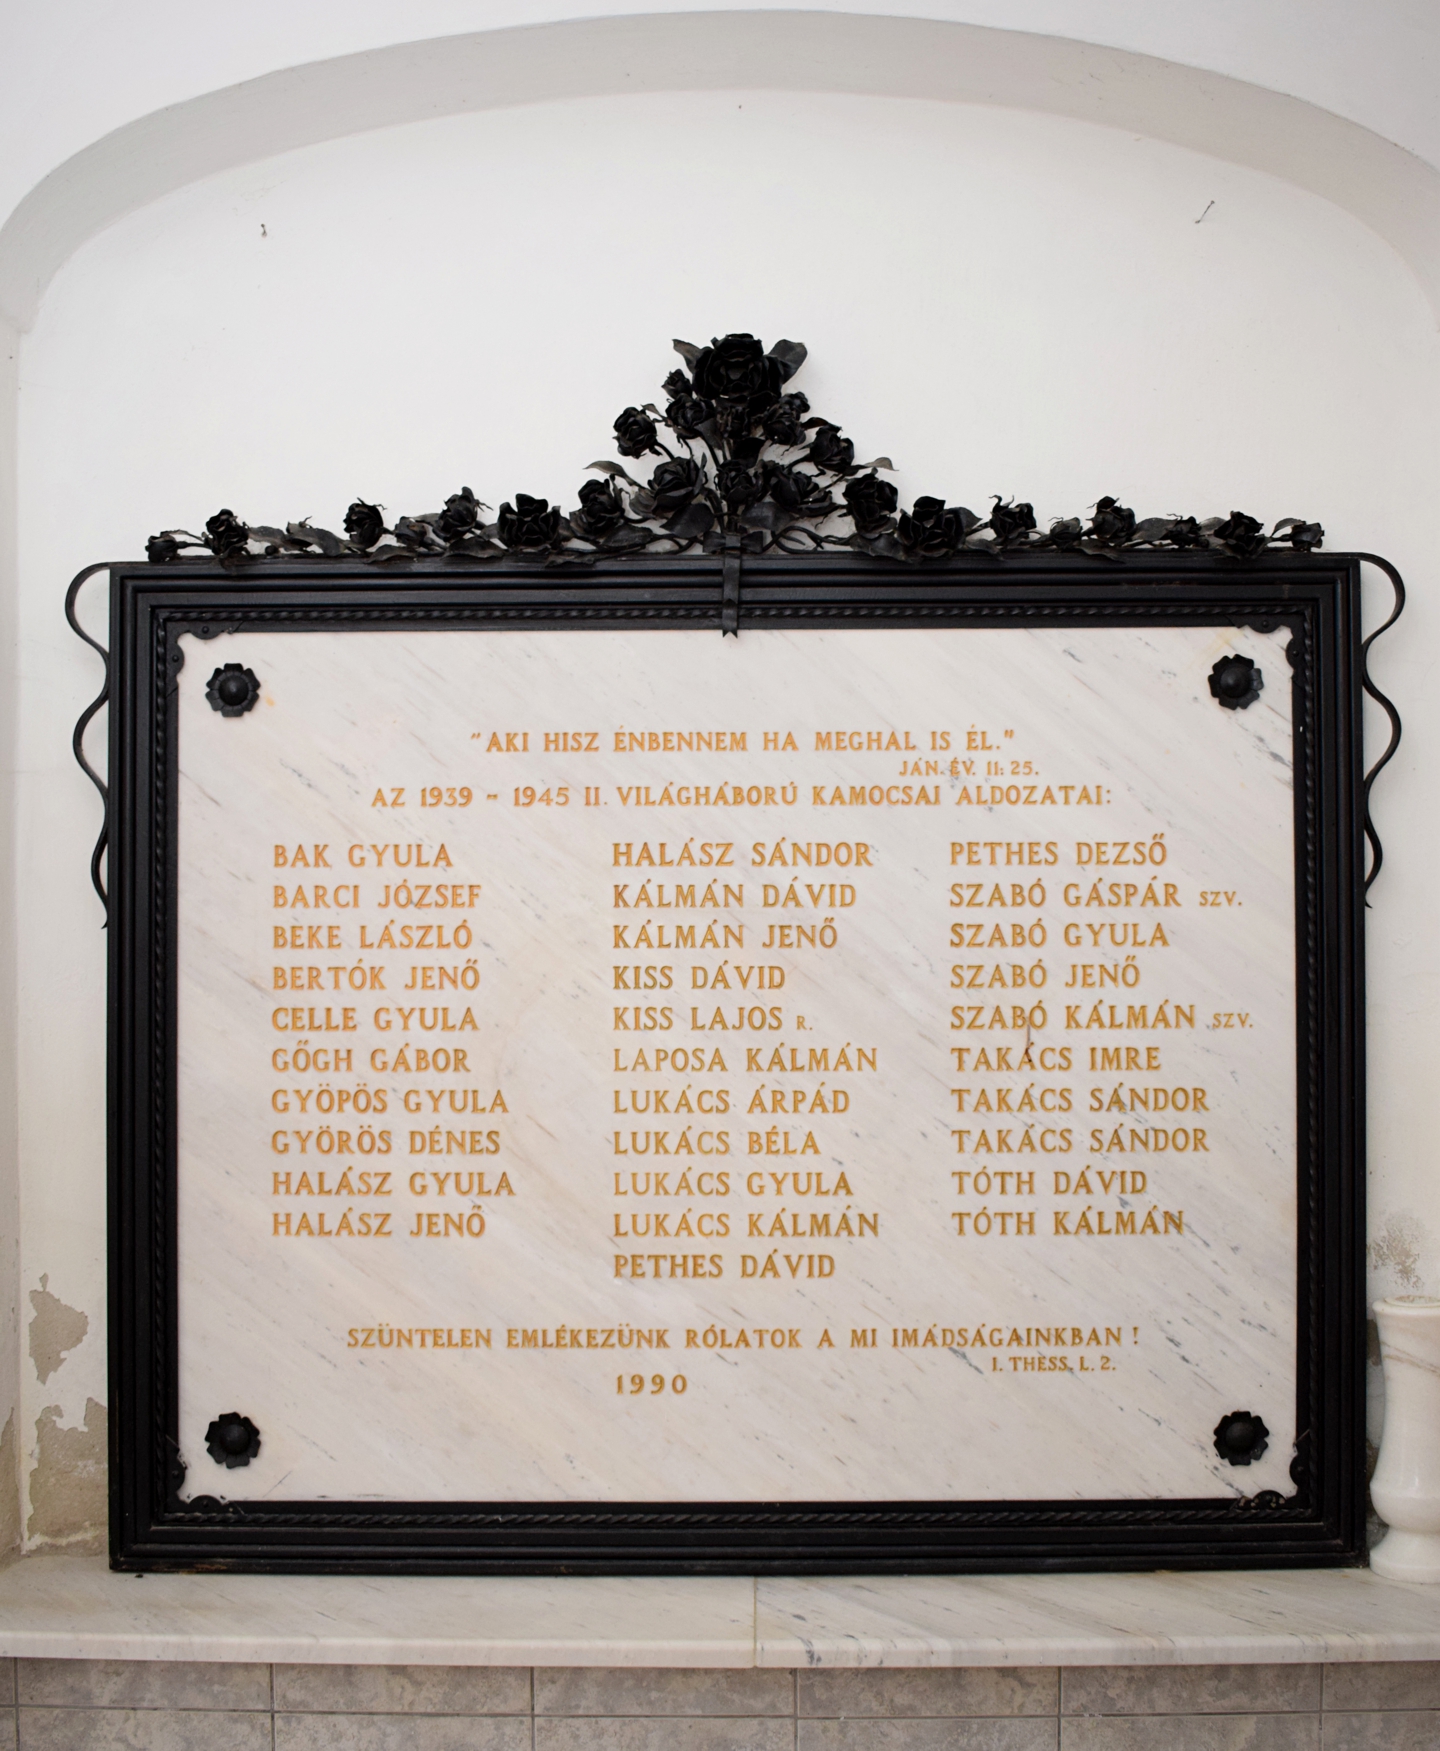 "AKI HISZ ÉNBENNEM HA MEGHAL IS ÉL."
JÁN. ÉV. 11: 25.
AZ 1939 - 1945 II. VILÁGHÁBORÚ KAMOCSAI ÁLDOZATAI:
BAK GYULA
BARCI JÓZSEF
BEKE LÁSZLÓ
BERTÓK JENŐ
CELLE GYULA
GŐGH GÁBOR
GYÖPÖS GYULA
GYÖRÖS DÉNES
HALÁSZ GYULA
HALÁSZ JENŐ
HALÁSZ SÁNDOR
KÁLMÁN DÁVID
KÁLMÁN JENŐ
KISS DÁVID
KISS LAJOS R.
LAPOSA KÁLMÁN
LUKÁCS ÁRPÁD
LUKÁCS BÉLA
LUKÁCS GYULA
LUKÁCS KÁLMÁN
PETHES DÁVID
PETHES DEZSŐ
SZABÓ GÁSPÁR SZV.
SZABÓ GYULA
SZABÓ JENŐ
SZABÓ KÁLMÁN SZV.
TAKÁCS IMRE
TAKÁCS SÁNDOR
TAKÁCS SÁNDOR
TÓTH DÁVID
TÓTH KÁLMÁN
SZÜNTELEN EMLÉKEZÜNK RÓLATOK A MI IMÁDSÁGAINKBAN!
I. THESS. L. 2.
1990